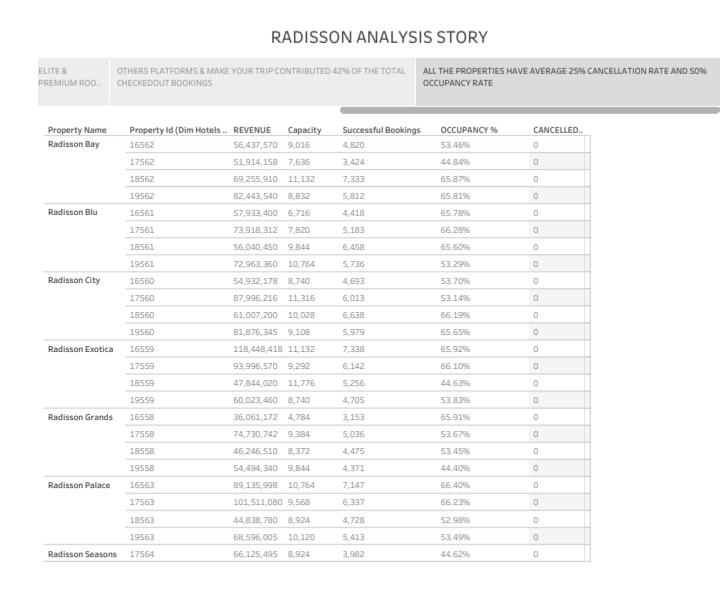 RADISSON ANALYSIS STORY
ELITE &
PREMIUM ROO..
OTHERS PLATFORMS & MAKE YOUR TRIP CONTRIBUTED 42% OF THE TOTAL
CHECKEDOUT BOOKINGS
ALL THE PROPERTIES HAVE AVERAGE 25% CANCELLATION RATE AND 50%
OCCUPANCY RATE
Property Name Property Id (Dim Hotels .. REVENUE Capacity Successful Bookings OCCUPANCY % CANCELLED..
Radisson Bay 16562 56,437,570 9,016 4,820 53.46% 0
17562 51,914,158 7,636 3,424 44.84% 0
18562 69,255,910 11,132 7,333 65.87% 0
19562 82,443,540 8,832 5,812 65.81% 0
Radisson Blu 16561 57,933,400 6,716 4,418 65.78% 0
17561 73,918,312 7,820 5,183 66.28% 0
18561 56,040,450 9,844 6,458 65.60% 0
19561 72,963,360 10,764 5,736 53.29% 0
Radisson City 16560 54,932,178 8,740 4,693 53.70% 0
17560 87,996,216 11,316 6,013 53.14% 0
18560 61,007,200 10,028 6,638 66.19% 0
19560 81,876,345 9,108 5,979 65.65% 0
Radisson Exotica 16559 118,448,418 11,132 7,338 65.92% 0
17559 93,996,570 9,292 6,142 66.10% 0
18559 47,844,020 11,776 5,256 44.63% 0
19559 60,023,460 8,740 4,705 53.83% 0
Radisson Grands 16558 36,061,172 4,784 3,153 65.91% 0
17558 74,730,742 9,384 5,036 53.67% 0
18558 46,246,510 8,372 4,475 53.45% 0
19558 54,494,340 9,844 4,371 44.40% 0
Radisson Palace 16563 89,135,998 10,764 7,147 66.40% 0
17563 101,511,080 9,568 6,337 66.23% 0
18563 44,838,780 8,924 4,728 52.98% 0
19563 68,596,005 10,120 5,413 53.49% 0
Radisson Seasons 17564 66,125,495 8,924 3,982 44.62% 0